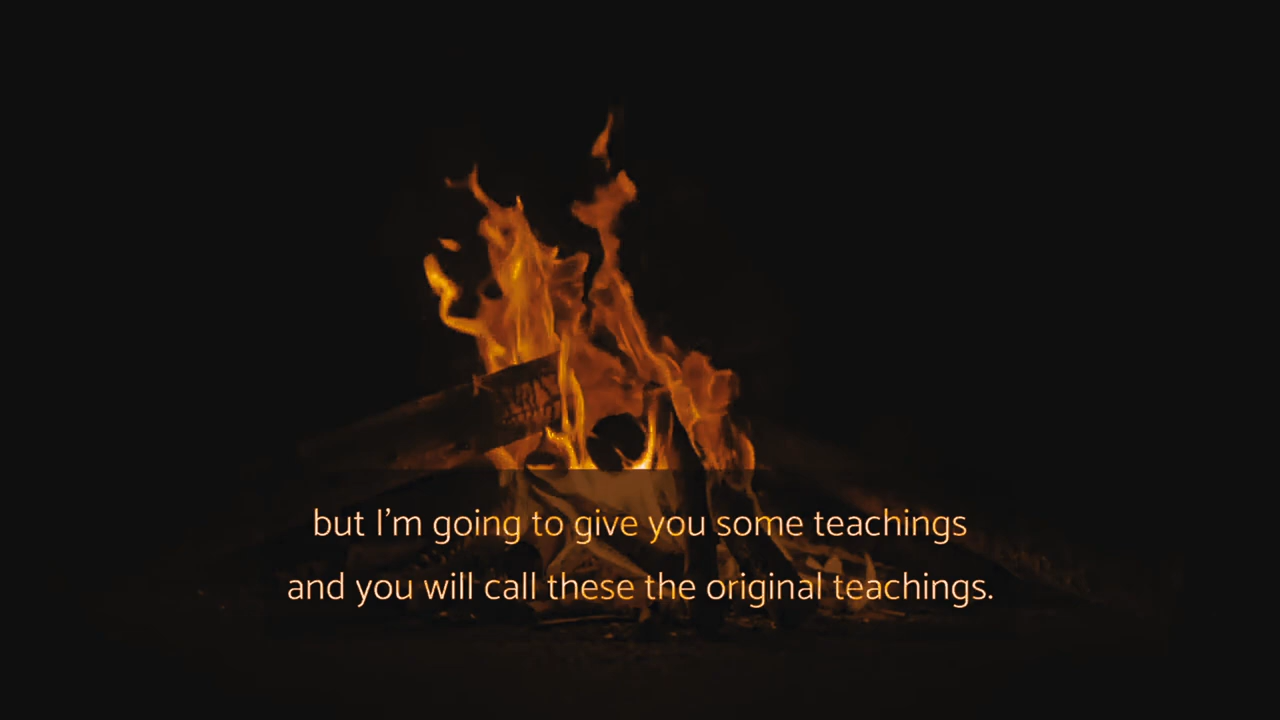 but I'm going to give you some teachings
and you will call these the original teachings.